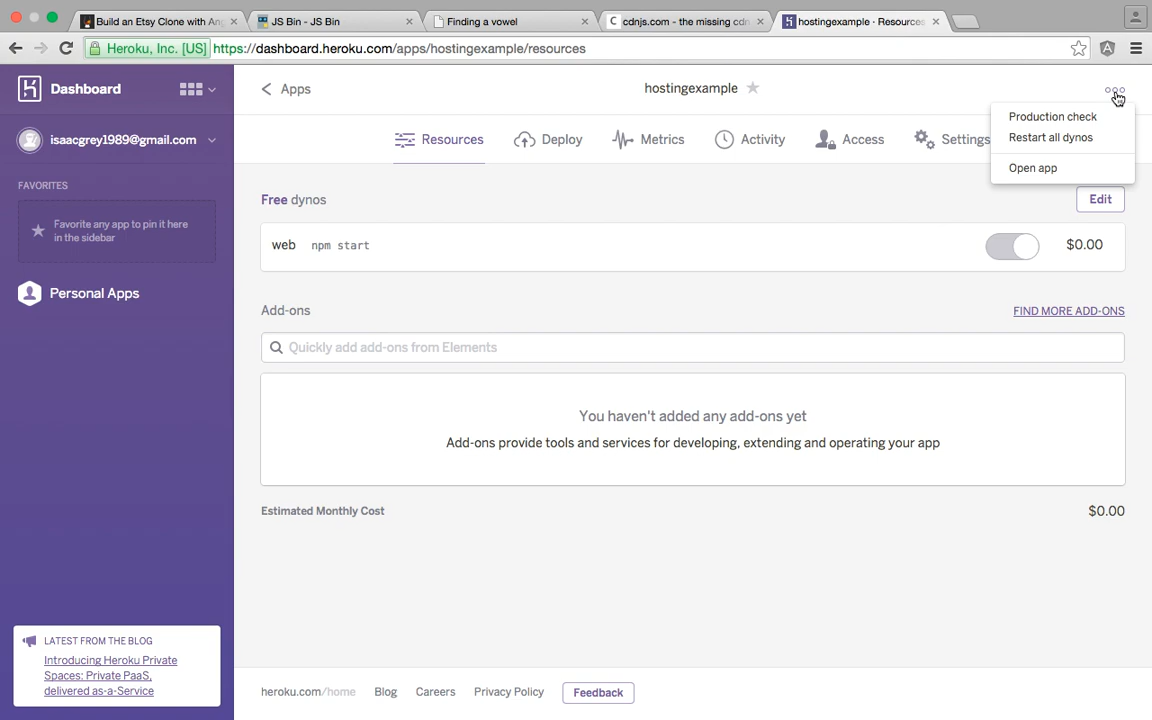 Build an Etsy Clone with Ang
JS Bin - JS Bin
Finding a vowel
cdnjs.com - the missing cdn
hostingexample · Resources
Heroku, Inc. [US]
https://dashboard.heroku.com/apps/hostingexample/resources
Dashboard
Apps
hostingexample
Production check
Restart all dynos
Open app
isaacgrey1989@gmail.com
Resources
Deploy
Metrics
Activity
Access
Settings
FAVORITES
Favorite any app to pin it here
in the sidebar
Personal Apps
Free dynos
Edit
web npm start
$0.00
Add-ons
FIND MORE ADD-ONS
Quickly add add-ons from Elements
You haven't added any add-ons yet
Add-ons provide tools and services for developing, extending and operating your app
Estimated Monthly Cost
$0.00
LATEST FROM THE BLOG
Introducing Heroku Private
Spaces: Private PaaS,
delivered as-a-Service
heroku.com/home
Blog
Careers
Privacy Policy
Feedback